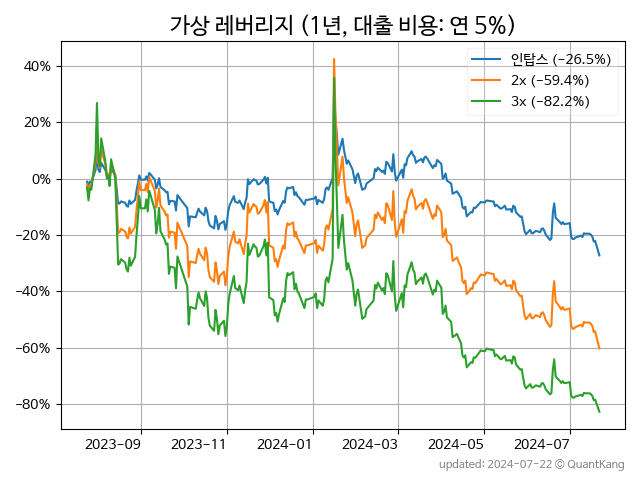 가상 레버리지 (1년, 대출 비용: 연 5%)
인탑스 (−26.5%)
2x (−59.4%)
3x (−82.2%)
40%
20%
0%
−20%
−40%
−60%
−80%
2023-09
2023-11
2024-01
2024-03
2024-05
2024-07
updated: 2024-07-22 © QuantKang